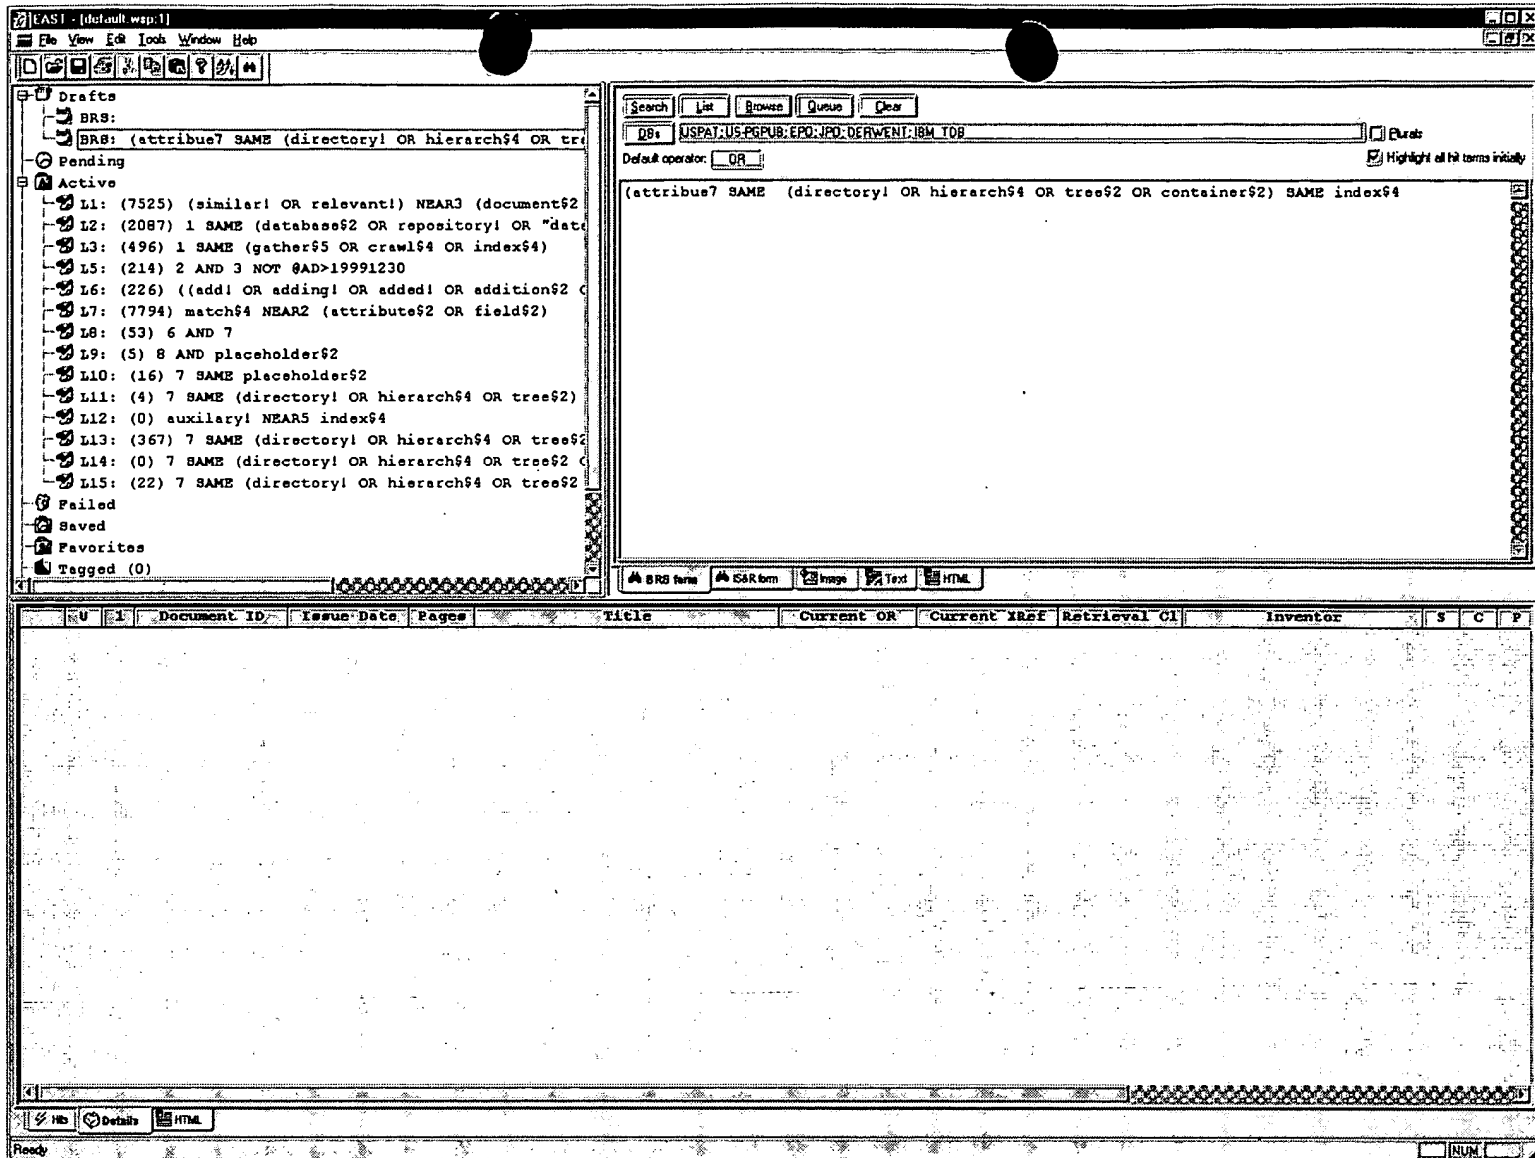 EAST - [default.wsp:1]
File View Edit Tools Window Help
Drafts
BRS:
BRS: (attribue7 SAME (directory! OR hierarch$4 OR tre
Pending
Active
L1: (7525) (similar! OR relevant!) NEAR3 (document$2
L2: (2087) 1 SAME (database$2 OR repository! OR "data
L3: (496) 1 SAME (gather$5 OR crawl$4 OR index$4)
L5: (214) 2 AND 3 NOT @AD>19991230
L6: (226) ((add! OR adding! OR added! OR addition$2 O
L7: (7794) match$4 NEAR2 (attribute$2 OR field$2)
L8: (53) 6 AND 7
L9: (5) 8 AND placeholder$2
L10: (16) 7 SAME placeholder$2
L11: (4) 7 SAME (directory! OR hierarch$4 OR tree$2)
L12: (0) auxilary! NEAR5 index$4
L13: (367) 7 SAME (directory! OR hierarch$4 OR tree$2
L14: (0) 7 SAME (directory! OR hierarch$4 OR tree$2 O
L15: (22) 7 SAME (directory! OR hierarch$4 OR tree$2
Failed
Saved
Favorites
Tagged (0)
Search List Browse Queue Clear
DBs USPAT; US-PGPUB; EPO; JPO; DERWENT; IBM_TDB Plurals
Default operator: OR Highlight all hit terms initially
(attribue7 SAME (directory! OR hierarch$4 OR tree$2 OR container$2) SAME index$4
BRS form IS&R form Image Text HTML
U 1 Document ID Issue Date Pages Title Current OR Current XRef Retrieval Cl Inventor S C P
Hits Details HTML
Ready NUM